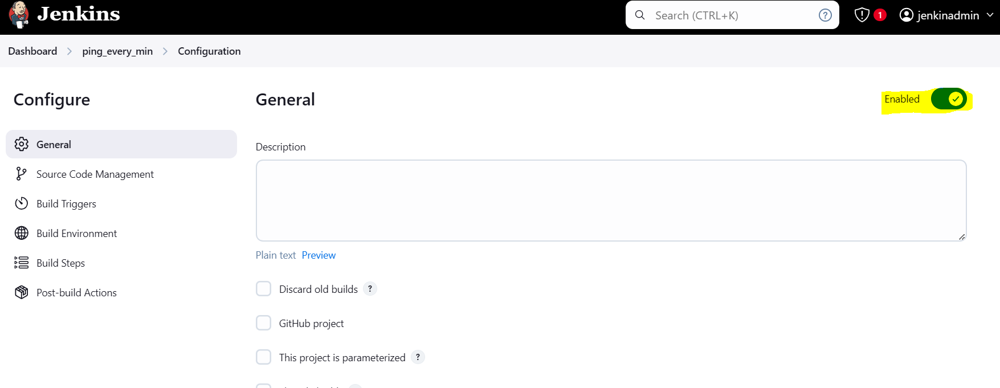 Jenkins
Search (CTRL+K)
?
1
jenkinadmin
Dashboard
ping_every_min
Configuration
Configure
General
Source Code Management
Build Triggers
Build Environment
Build Steps
Post-build Actions
General
Enabled
Description
Plain text Preview
Discard old builds ?
GitHub project
This project is parameterized ?